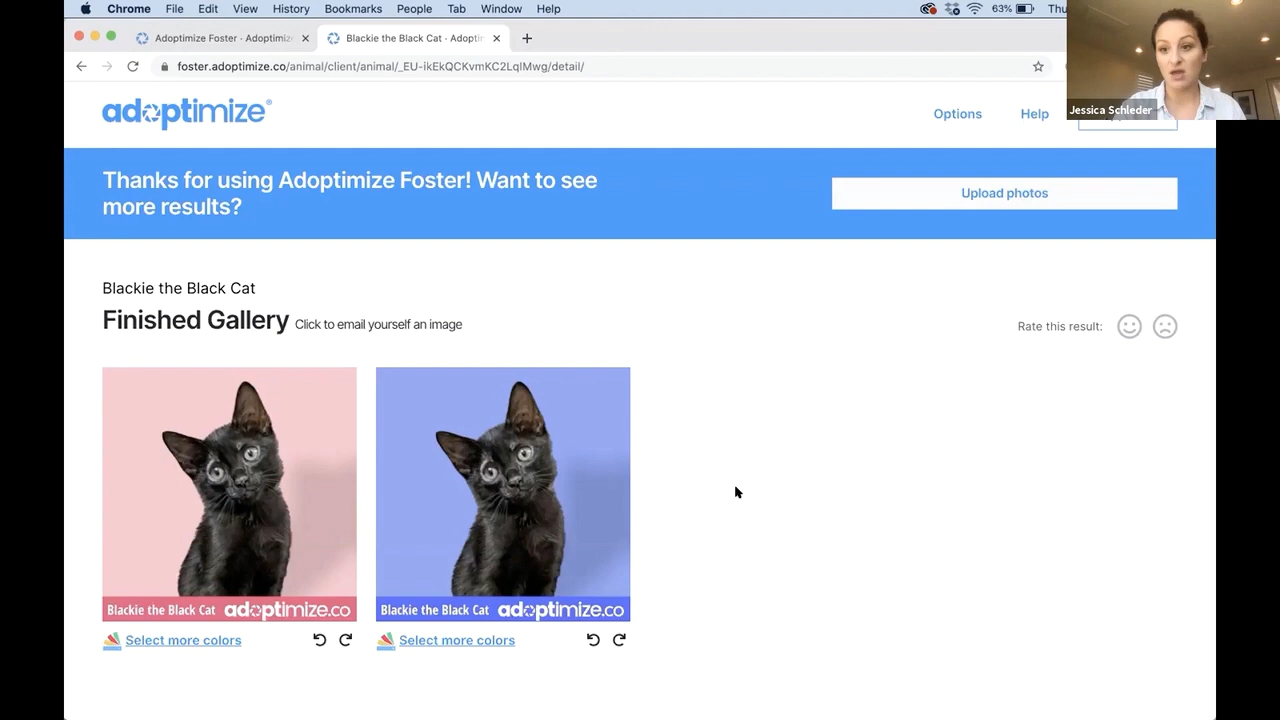 Chrome File Edit View History Bookmarks People Tab Window Help 63% Thu
Adoptimize Foster · Adoptimize
Blackie the Black Cat · Adoptim
foster.adoptimize.co/animal/client/animal/_EU-ikEkQCKvmKC2LqlMwg/detail/
Jessica Schleder
adoptimize®
Options Help
Thanks for using Adoptimize Foster! Want to see
more results?
Upload photos
Blackie the Black Cat
Finished Gallery Click to email yourself an image
Rate this result:
Blackie the Black Cat adoptimize.co
Blackie the Black Cat adoptimize.co
Select more colors
Select more colors